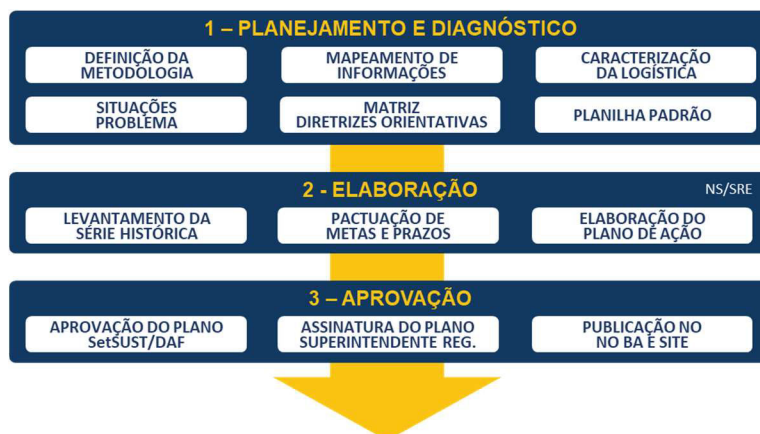 1 – PLANEJAMENTO E DIAGNÓSTICO
DEFINIÇÃO DA
METODOLOGIA
MAPEAMENTO DE
INFORMAÇÕES
CARACTERIZAÇÃO
DA LOGÍSTICA
SITUAÇÕES
PROBLEMA
MATRIZ
DIRETRIZES ORIENTATIVAS
PLANILHA PADRÃO
2 - ELABORAÇÃO
NS/SRE
LEVANTAMENTO DA
SÉRIE HISTÓRICA
PACTUAÇÃO DE
METAS E PRAZOS
ELABORAÇÃO DO
PLANO DE AÇÃO
3 – APROVAÇÃO
APROVAÇÃO DO PLANO
SetSUST/DAF
ASSINATURA DO PLANO
SUPERINTENDENTE REG.
PUBLICAÇÃO NO
NO BA E SITE